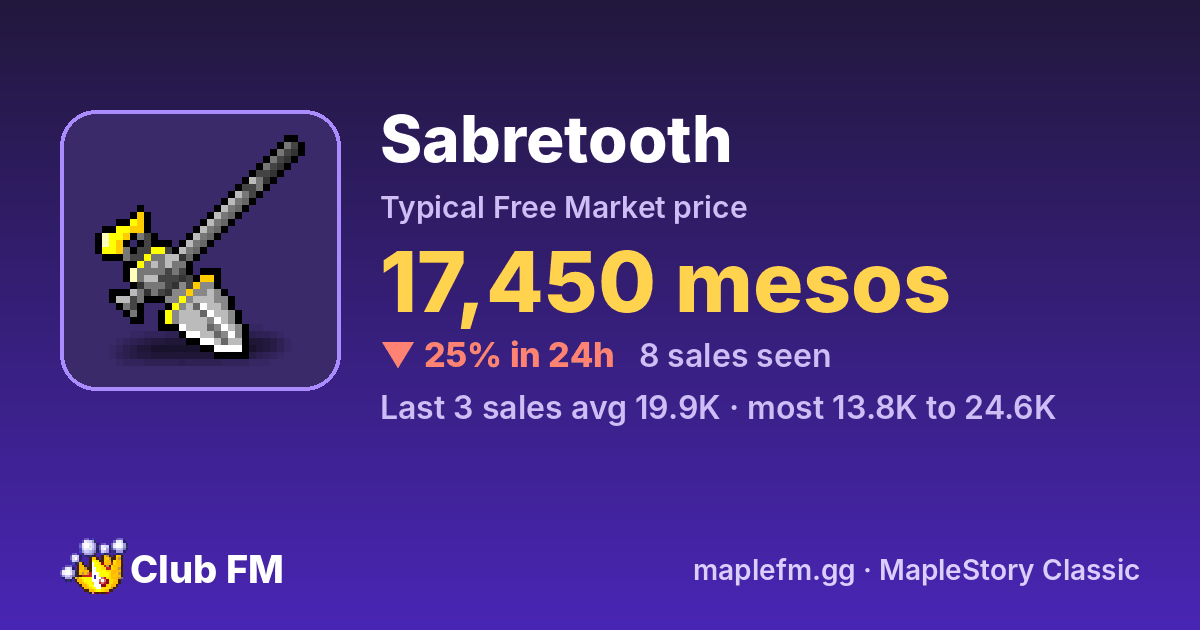 Sabretooth
Typical Free Market price
17,450 mesos
▼ 25% in 24h 8 sales seen
Last 3 sales avg 19.9K · most 13.8K to 24.6K
Club FM
maplefm.gg · MapleStory Classic